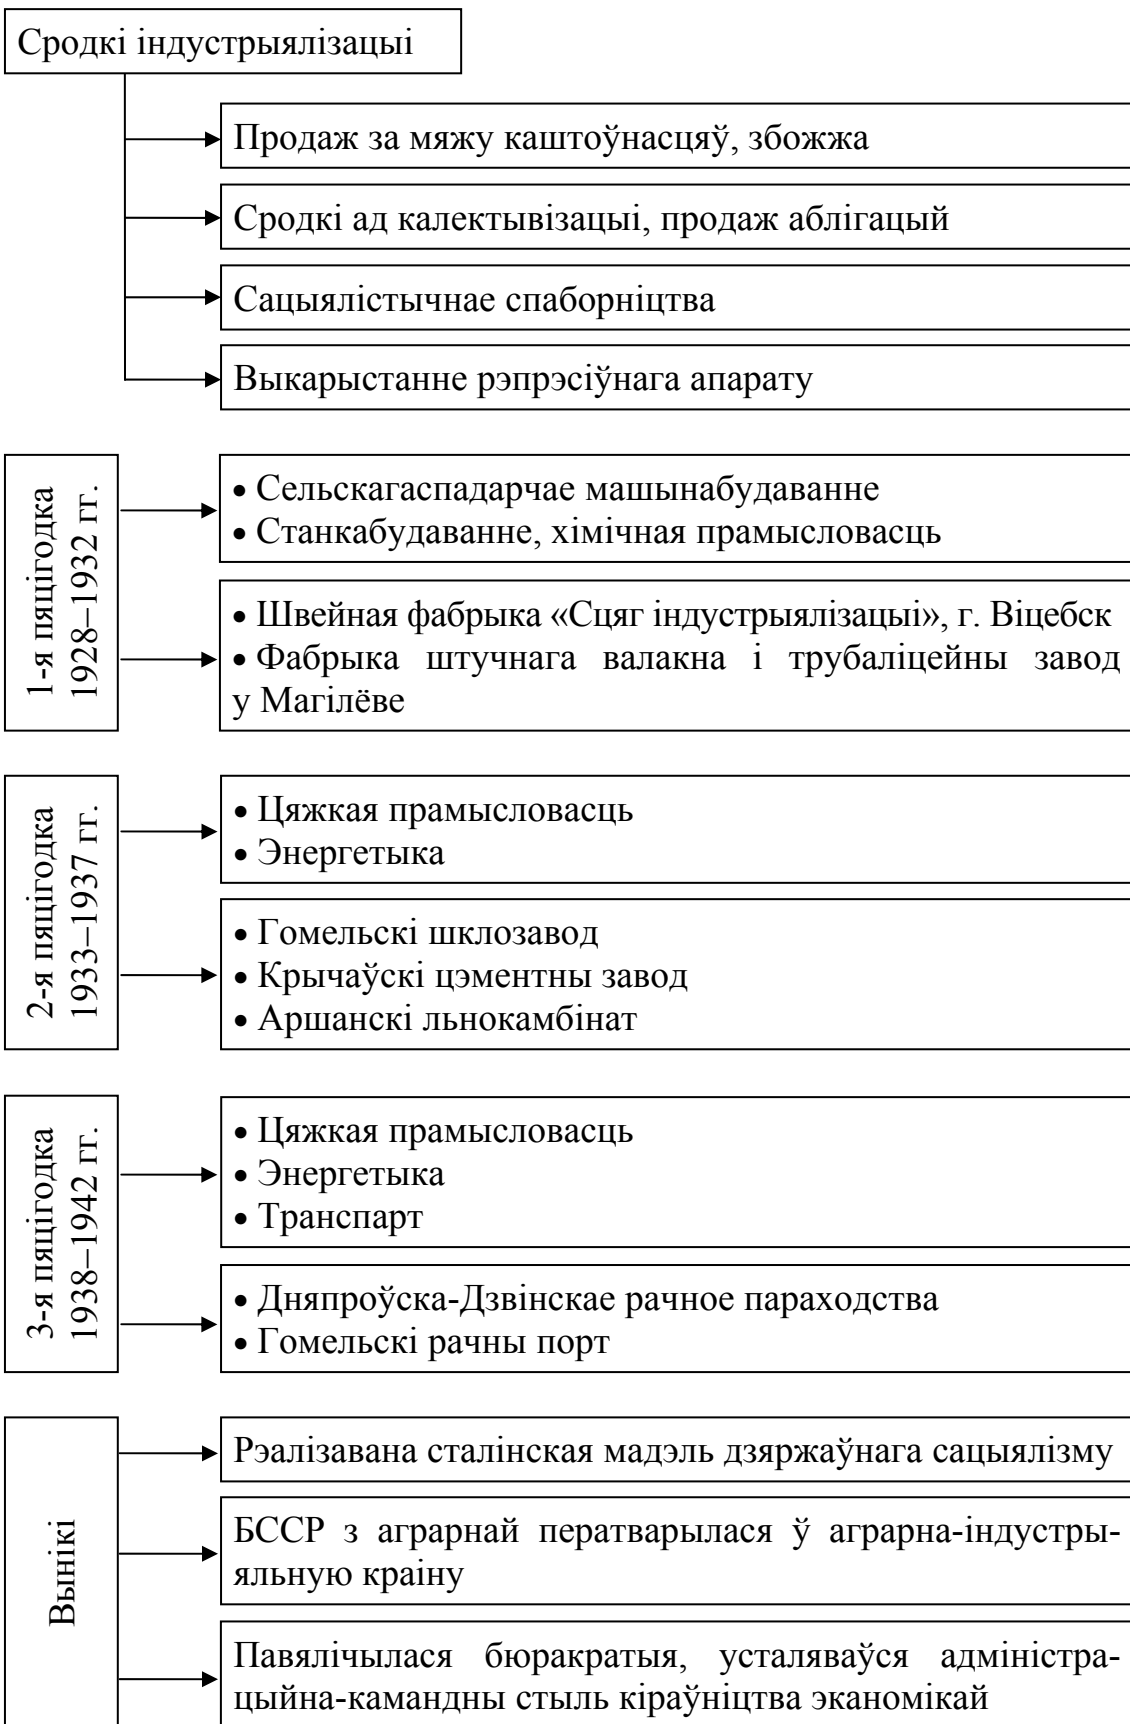 Сродкі індустрыялізацыі
Продаж за мяжу каштоўнасцяў, збожжа
Сродкі ад калектывізацыі, продаж аблігацый
Сацыялістычнае спаборніцтва
Выкарыстанне рэпрэсіўнага апарату
1-я пяцігодка
1928–1932 гг.
• Сельскагаспадарчае машынабудаванне
• Станкабудаванне, хімічная прамысловасць
• Швейная фабрыка «Сцяг індустрыялізацыі», г. Віцебск
• Фабрыка штучнага валакна і трубаліцейны завод
у Магілёве
2-я пяцігодка
1933–1937 гг.
• Цяжкая прамысловасць
• Энергетыка
• Гомельскі шклозавод
• Крычаўскі цэментны завод
• Аршанскі льнокамбінат
3-я пяцігодка
1938–1942 гг.
• Цяжкая прамысловасць
• Энергетыка
• Транспарт
• Дняпроўска-Дзвінскае рачное параходства
• Гомельскі рачны порт
Вынікі
Рэалізавана сталінская мадэль дзяржаўнага сацыялізму
БССР з аграрнай ператварылася ў аграрна-індустры-
яльную краіну
Павялічылася бюракратыя, усталяваўся адміністра-
цыйна-камандны стыль кіраўніцтва эканомікай